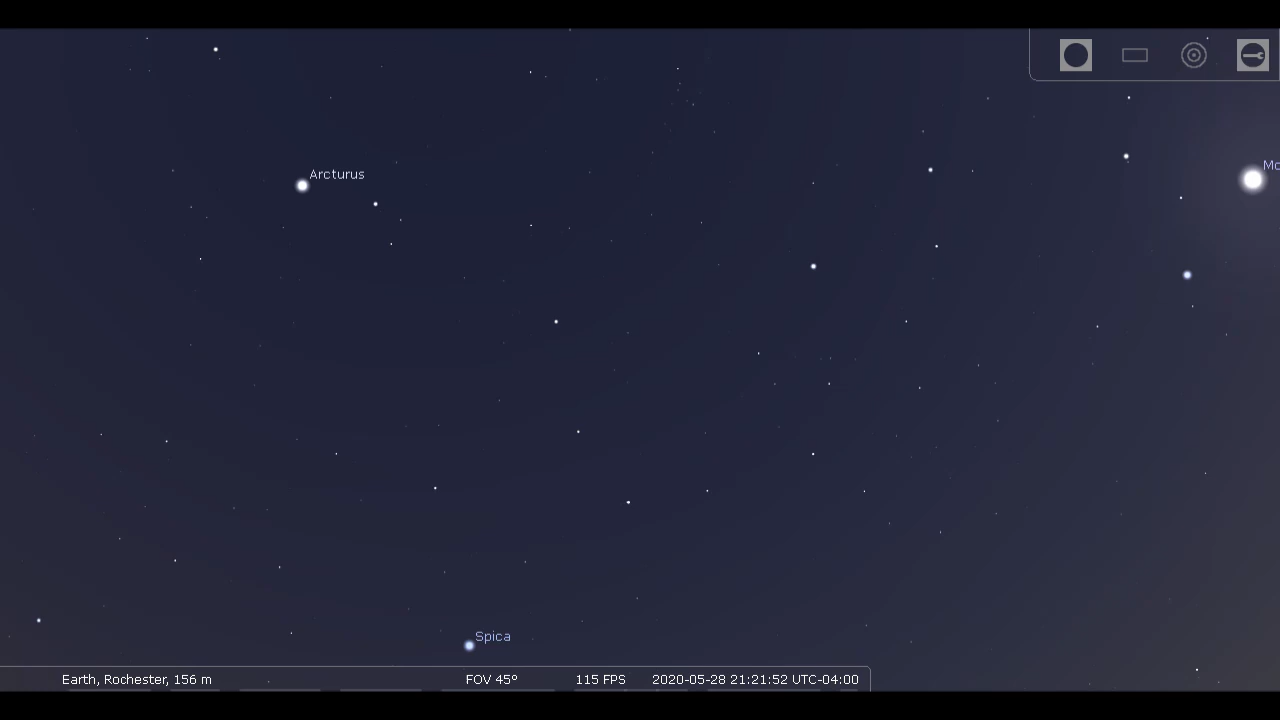 Arcturus
Mo
Spica
Earth, Rochester, 156 m FOV 45° 115 FPS 2020-05-28 21:21:52 UTC-04:00